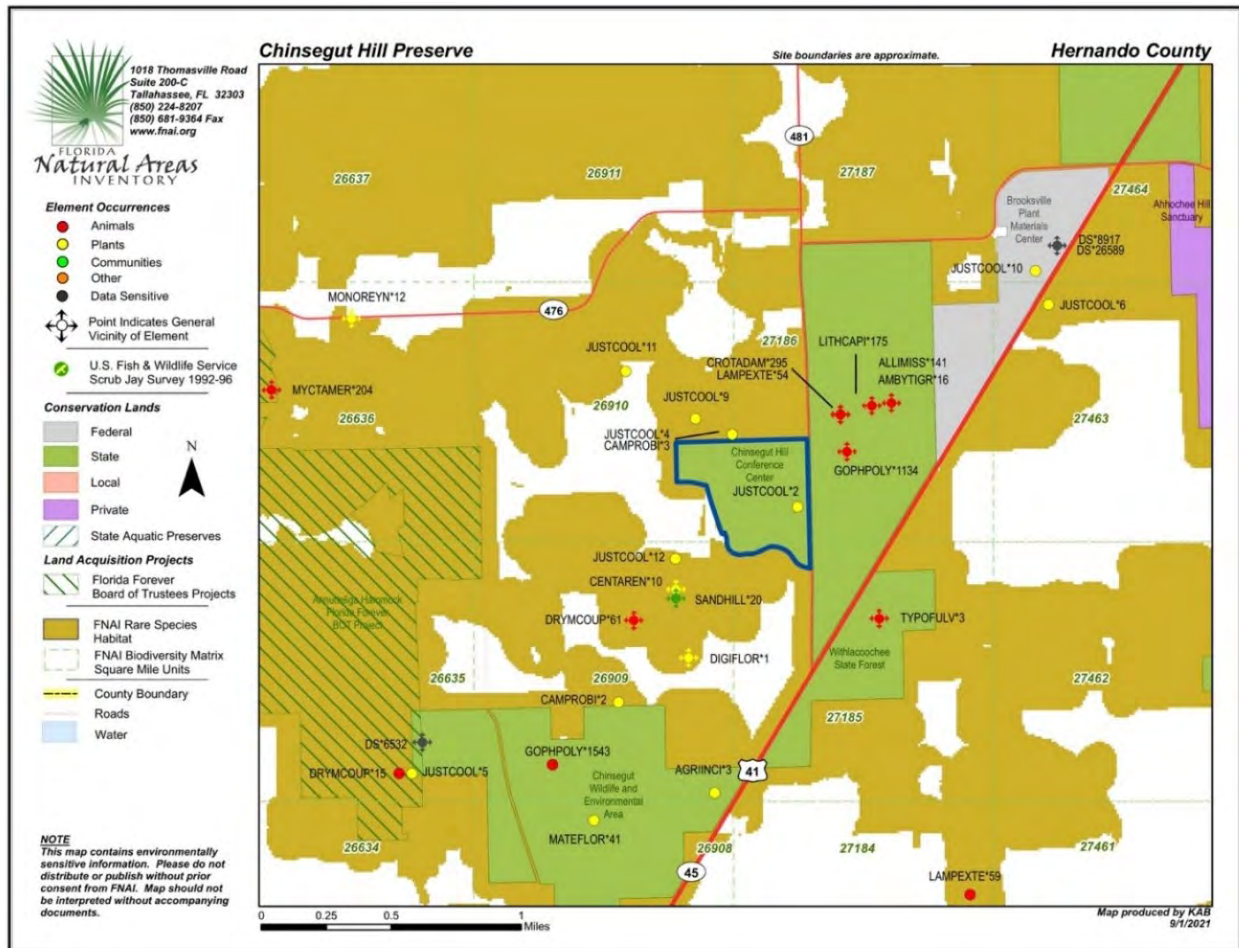 Chinsegut Hill Preserve
Site boundaries are approximate.
Hernando County
1018 Thomasville Road
Suite 200-C
Tallahassee, FL 32303
(850) 224-8207
(850) 681-9364 Fax
www.fnai.org
FLORIDA
Natural Areas
INVENTORY
Element Occurrences
Animals
Plants
Communities
Other
Data Sensitive
Point Indicates General
Vicinity of Element
U.S. Fish & Wildlife Service
Scrub Jay Survey 1992-96
Conservation Lands
Federal
State
Local
Private
State Aquatic Preserves
N
Land Acquisition Projects
Florida Forever
Board of Trustees Projects
FNAI Rare Species
Habitat
FNAI Biodiversity Matrix
Square Mile Units
County Boundary
Roads
Water
NOTE
This map contains environmentally
sensitive information. Please do not
distribute or publish without prior
consent from FNAI. Map should not
be interpreted without accompanying
documents.
481
26637
26911
27187
27464
Brooksville
Plant
Materials
Center
Ahhochee Hill
Sanctuary
DS*8917
DS*26589
JUSTCOOL*10
JUSTCOOL*6
MONOREYN*12
476
27186
LITHCAPI*175
JUSTCOOL*11
CROTADAM*295
LAMPEXTE*54
ALLIMISS*141
AMBYTIGR*16
MYCTAMER*204
26636
26910
JUSTCOOL*9
27463
JUSTCOOL*4
CAMPROBI*3
Chinsegut Hill
Conference
Center
GOPHPOLY*1134
JUSTCOOL*2
JUSTCOOL*12
CENTAREN*10
SANDHILL*20
Annutteliga Hammock
Florida Forever
BOT Project
DRYMCOUP*61
TYPOFULV*3
DIGIFLOR*1
Withlacoochee
State Forest
26635
26909
27462
CAMPROBI*2
27185
DS*6532
GOPHPOLY*1543
DRYMCOUP*15
JUSTCOOL*5
AGRIINCI*3
41
Chinsegut
Wildlife and
Environmental
Area
MATEFLOR*41
26634
26908
27184
27461
45
LAMPEXTE*59
0
0.25
0.5
1
Miles
Map produced by KAB
9/1/2021